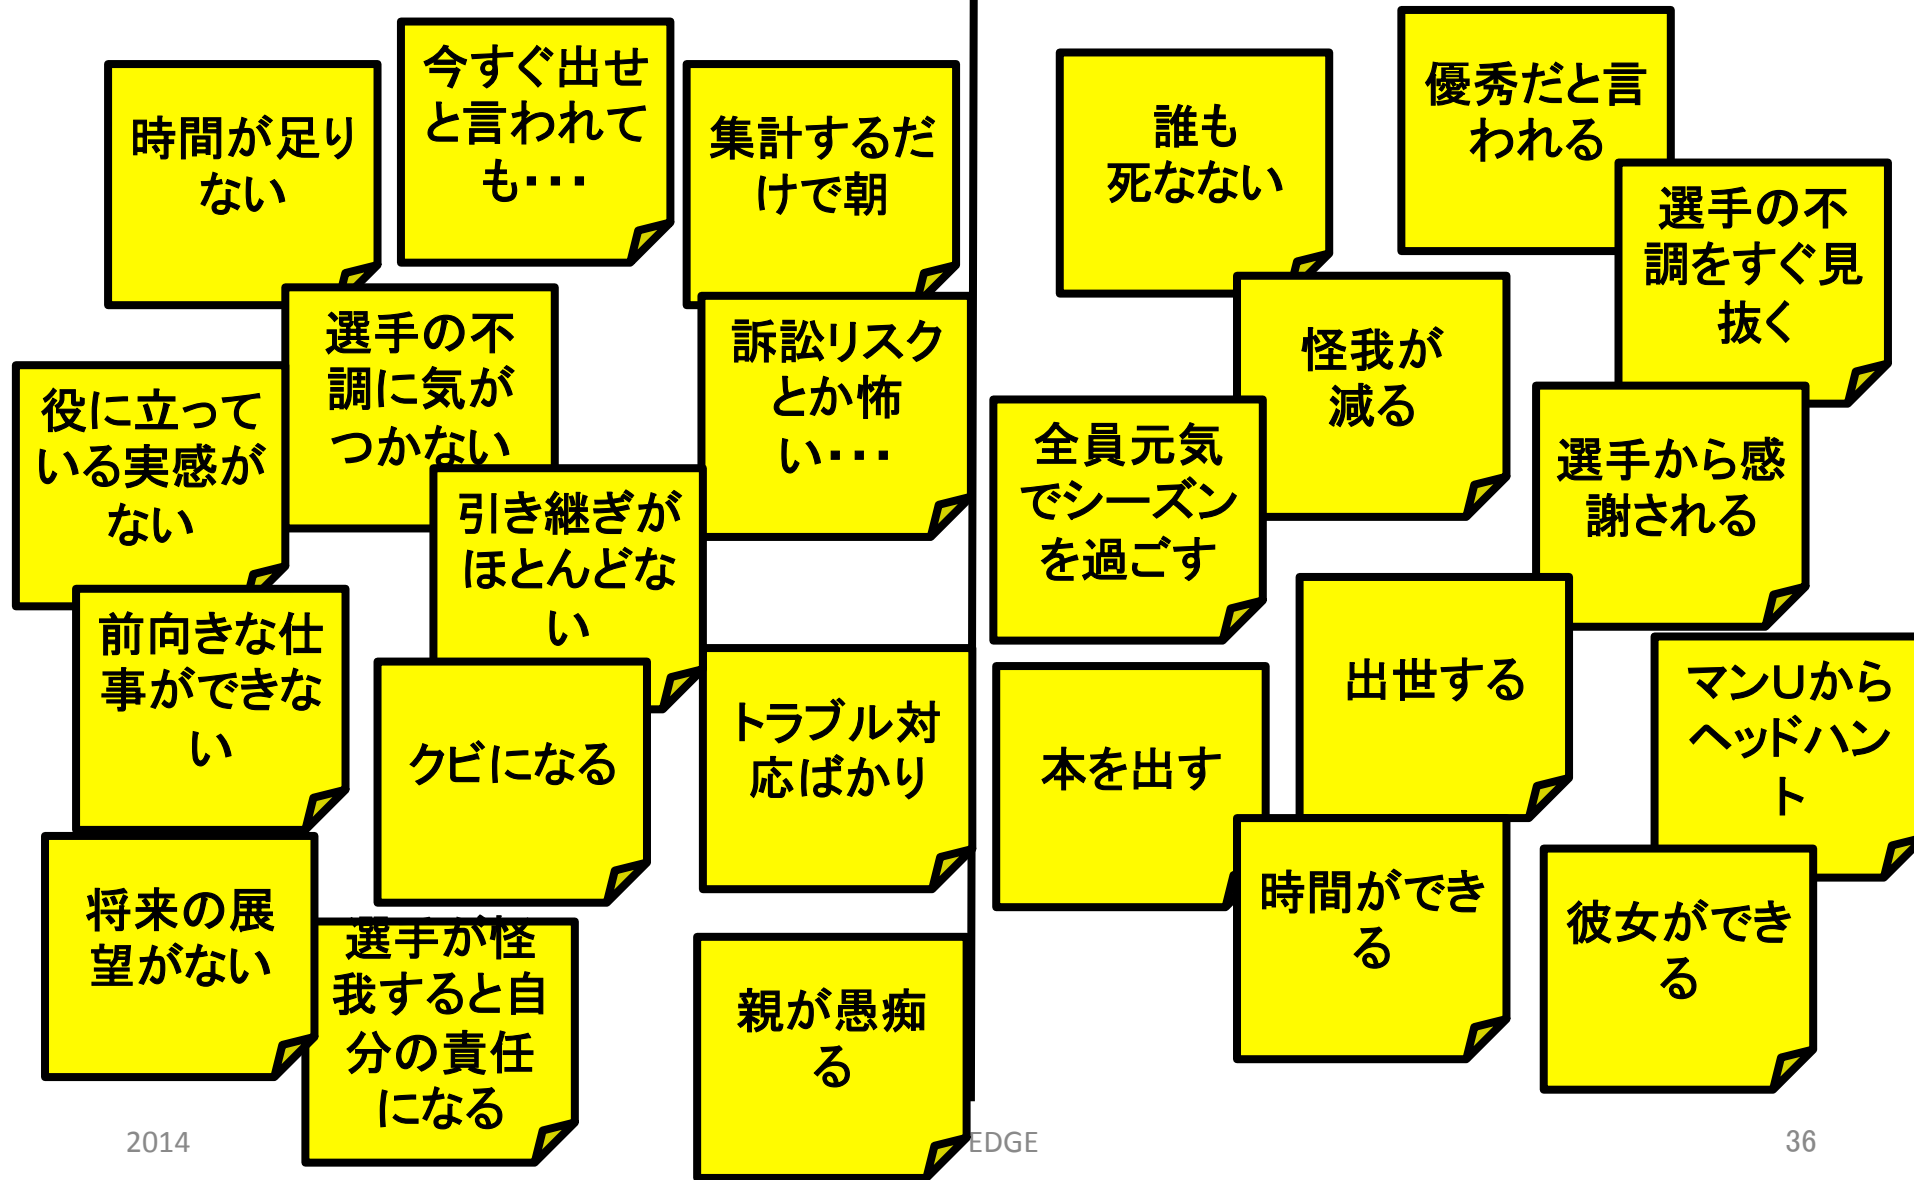 時間が足り
ない
今すぐ出せ
と言われて
も・・・
集計するだ
けで朝
選手の不
調に気が
つかない
訴訟リスク
とか怖
い・・・
役に立って
いる実感が
ない
引き継ぎが
ほとんどな
い
前向きな仕
事ができな
い
クビになる
トラブル対
応ばかり
将来の展
望がない
選手が怪
我すると自
分の責任
になる
親が愚痴
る
誰も
死なない
優秀だと言
われる
選手の不
調をすぐ見
抜く
怪我が
減る
全員元気
でシーズン
を過ごす
選手から感
謝される
出世する
マンUから
ヘッドハン
ト
本を出す
時間ができ
る
彼女ができ
る
2014
EDGE
36